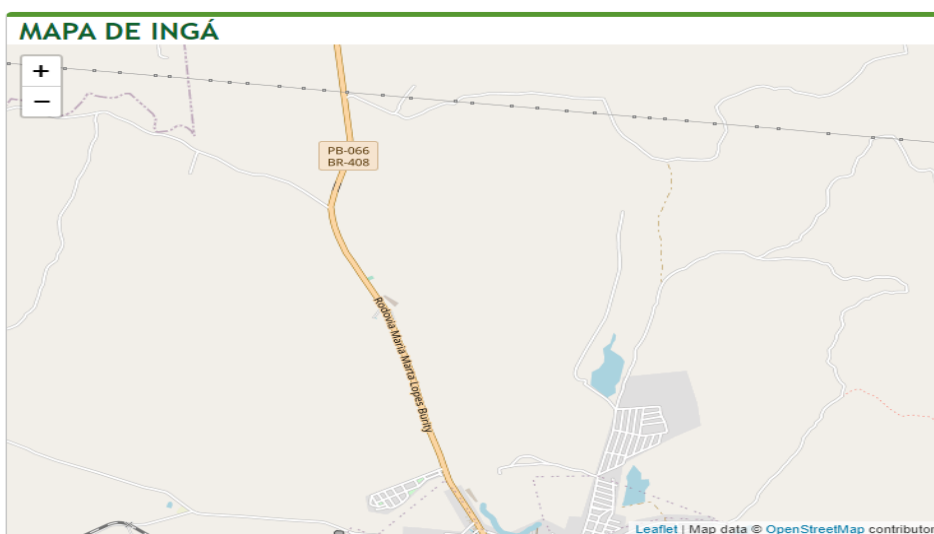 MAPA DE INGÁ
+
−
PB-066
BR-408
Rodovia Maria Marta Lopes Burity
Leaflet | Map data © OpenStreetMap contributor